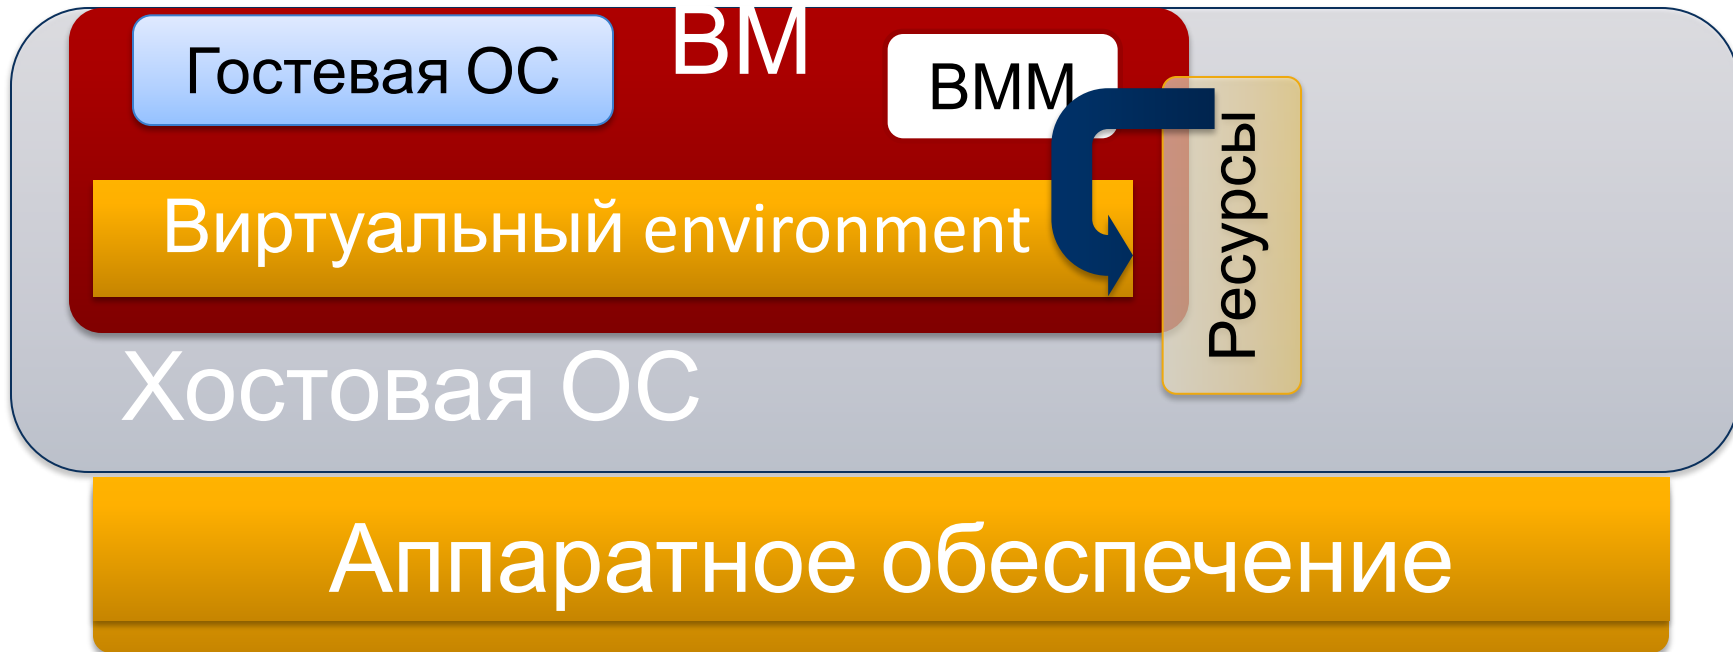 ВМ
Гостевая ОС
ВММ
Виртуальный environment
Ресурсы
Хостовая ОС
Аппаратное обеспечение